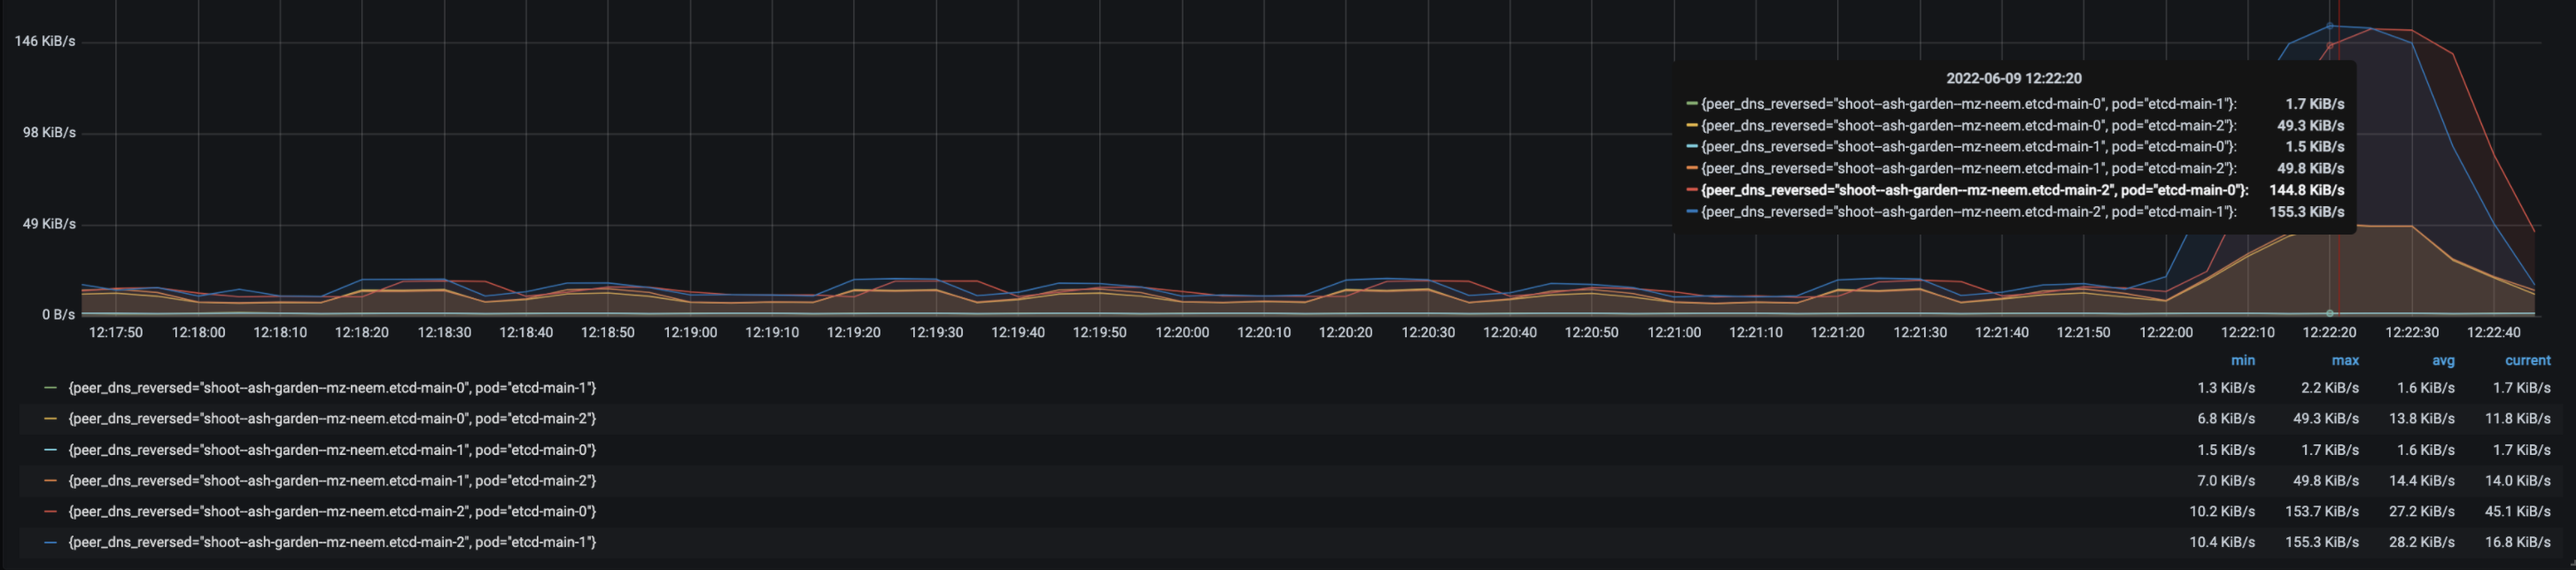 146 KiB/s
98 KiB/s
49 KiB/s
0 B/s
2022-06-09 12:22:20
{peer_dns_reversed="shoot--ash-garden--mz-neem.etcd-main-0", pod="etcd-main-1"}: 1.7 KiB/s
{peer_dns_reversed="shoot--ash-garden--mz-neem.etcd-main-0", pod="etcd-main-2"}: 49.3 KiB/s
{peer_dns_reversed="shoot--ash-garden--mz-neem.etcd-main-1", pod="etcd-main-0"}: 1.5 KiB/s
{peer_dns_reversed="shoot--ash-garden--mz-neem.etcd-main-1", pod="etcd-main-2"}: 49.8 KiB/s
{peer_dns_reversed="shoot--ash-garden--mz-neem.etcd-main-2", pod="etcd-main-0"}: 144.8 KiB/s
{peer_dns_reversed="shoot--ash-garden--mz-neem.etcd-main-2", pod="etcd-main-1"}: 155.3 KiB/s
12:17:50 12:18:00 12:18:10 12:18:20 12:18:30 12:18:40 12:18:50 12:19:00 12:19:10 12:19:20 12:19:30 12:19:40 12:19:50 12:20:00 12:20:10 12:20:20 12:20:30 12:20:40 12:20:50 12:21:00 12:21:10 12:21:20 12:21:30 12:21:40 12:21:50 12:22:00 12:22:10 12:22:20 12:22:30 12:22:40
min max avg current
{peer_dns_reversed="shoot--ash-garden--mz-neem.etcd-main-0", pod="etcd-main-1"} 1.3 KiB/s 2.2 KiB/s 1.6 KiB/s 1.7 KiB/s
{peer_dns_reversed="shoot--ash-garden--mz-neem.etcd-main-0", pod="etcd-main-2"} 6.8 KiB/s 49.3 KiB/s 13.8 KiB/s 11.8 KiB/s
{peer_dns_reversed="shoot--ash-garden--mz-neem.etcd-main-1", pod="etcd-main-0"} 1.5 KiB/s 1.7 KiB/s 1.6 KiB/s 1.7 KiB/s
{peer_dns_reversed="shoot--ash-garden--mz-neem.etcd-main-1", pod="etcd-main-2"} 7.0 KiB/s 49.8 KiB/s 14.4 KiB/s 14.0 KiB/s
{peer_dns_reversed="shoot--ash-garden--mz-neem.etcd-main-2", pod="etcd-main-0"} 10.2 KiB/s 153.7 KiB/s 27.2 KiB/s 45.1 KiB/s
{peer_dns_reversed="shoot--ash-garden--mz-neem.etcd-main-2", pod="etcd-main-1"} 10.4 KiB/s 155.3 KiB/s 28.2 KiB/s 16.8 KiB/s